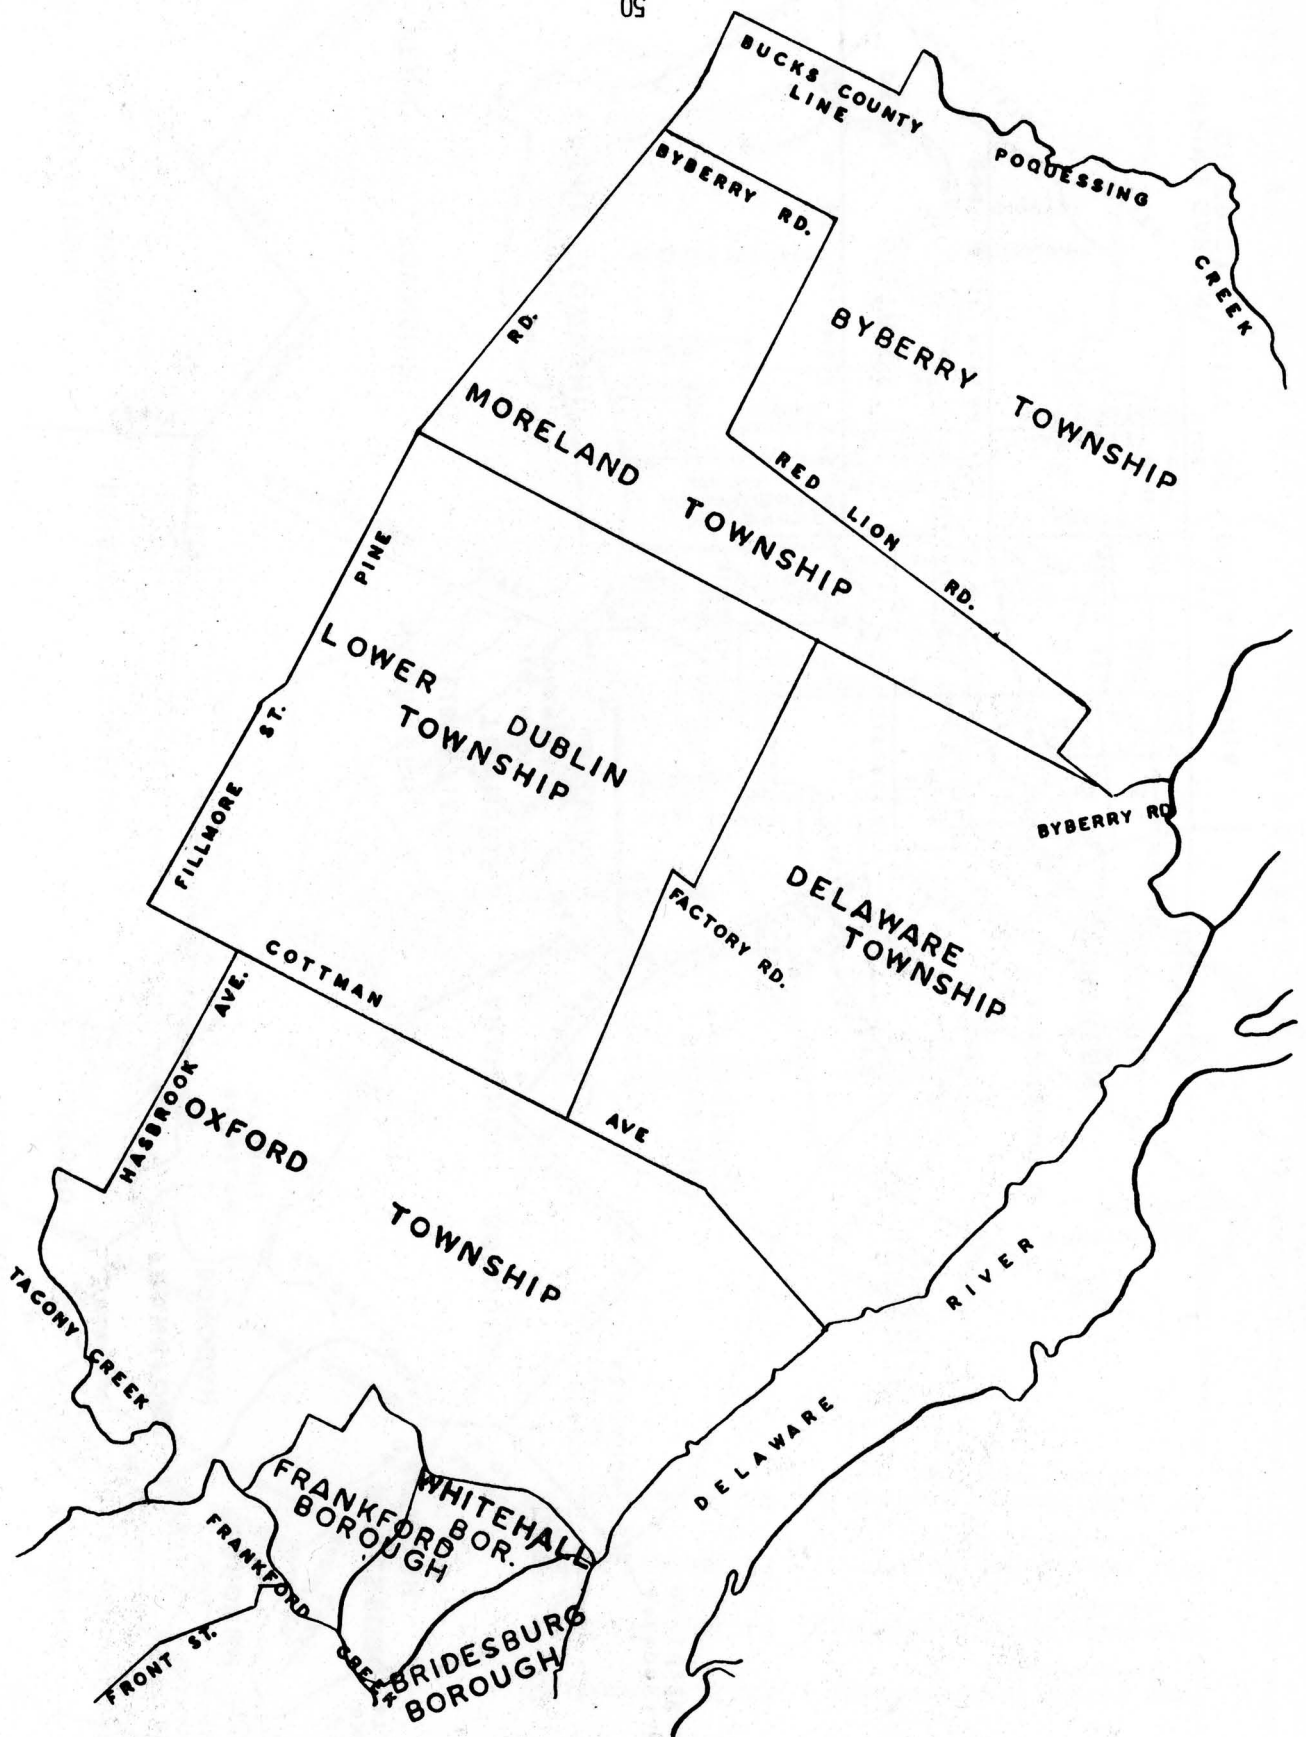 50
BUCKS COUNTY
LINE
POQUESSING
CREEK
BYBERRY RD.
BYBERRY TOWNSHIP
RD.
MORELAND TOWNSHIP
RED LION RD.
PINE
LOWER DUBLIN
TOWNSHIP
ST.
FILLMORE
BYBERRY RD
DELAWARE
TOWNSHIP
FACTORY RD.
COTTMAN
AVE
AVE.
HASBROOK
OXFORD TOWNSHIP
TACONY CREEK
RIVER
DELAWARE
FRANKFORD
BOROUGH
WHITEHALL
BOR.
FRANKFORD
CREEK
BRIDESBURG
BOROUGH
FRONT ST.